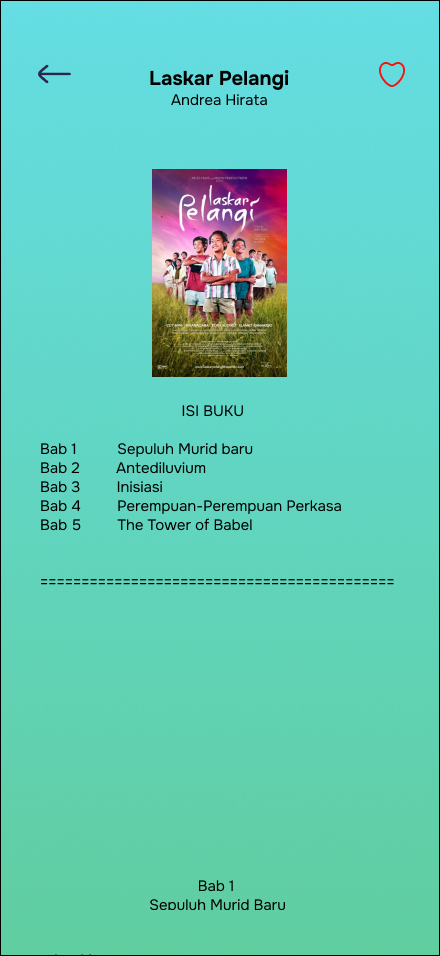 Laskar Pelangi
Andrea Hirata
laskar
pelangi
ISI BUKU
Bab 1 Sepuluh Murid baru
Bab 2 Antediluvium
Bab 3 Inisiasi
Bab 4 Perempuan-Perempuan Perkasa
Bab 5 The Tower of Babel
===========================================
Bab 1
Sepuluh Murid Baru